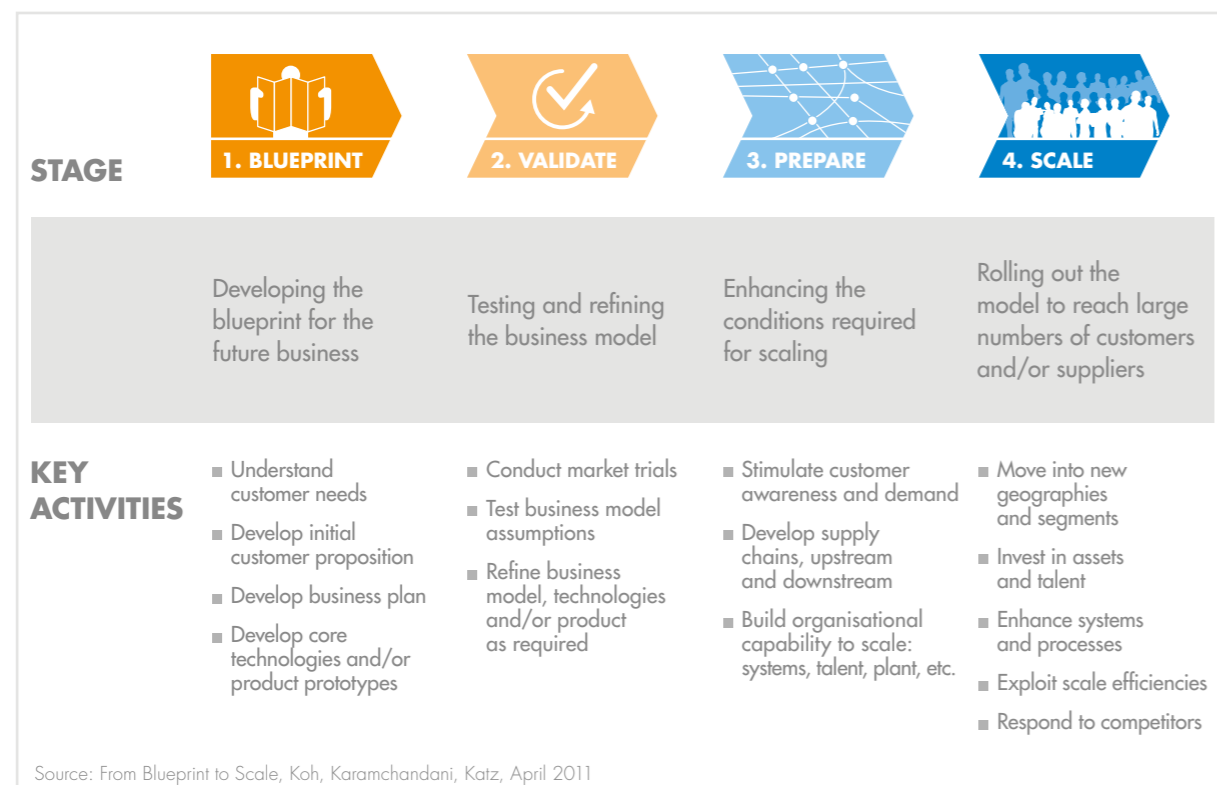 STAGE
1. BLUEPRINT
2. VALIDATE
3. PREPARE
4. SCALE
Developing the
blueprint for the
future business
Testing and refining
the business model
Enhancing the
conditions required
for scaling
Rolling out the
model to reach large
numbers of customers
and/or suppliers
KEY
ACTIVITIES
Understand
customer needs
Develop initial
customer proposition
Develop business plan
Develop core
technologies and/or
product prototypes
Conduct market trials
Test business model
assumptions
Refine business
model, technologies
and/or product
as required
Stimulate customer
awareness and demand
Develop supply
chains, upstream
and downstream
Build organisational
capability to scale:
systems, talent, plant, etc.
Move into new
geographies
and segments
Invest in assets
and talent
Enhance systems
and processes
Exploit scale efficiencies
Respond to competitors
Source: From Blueprint to Scale, Koh, Karamchandani, Katz, April 2011